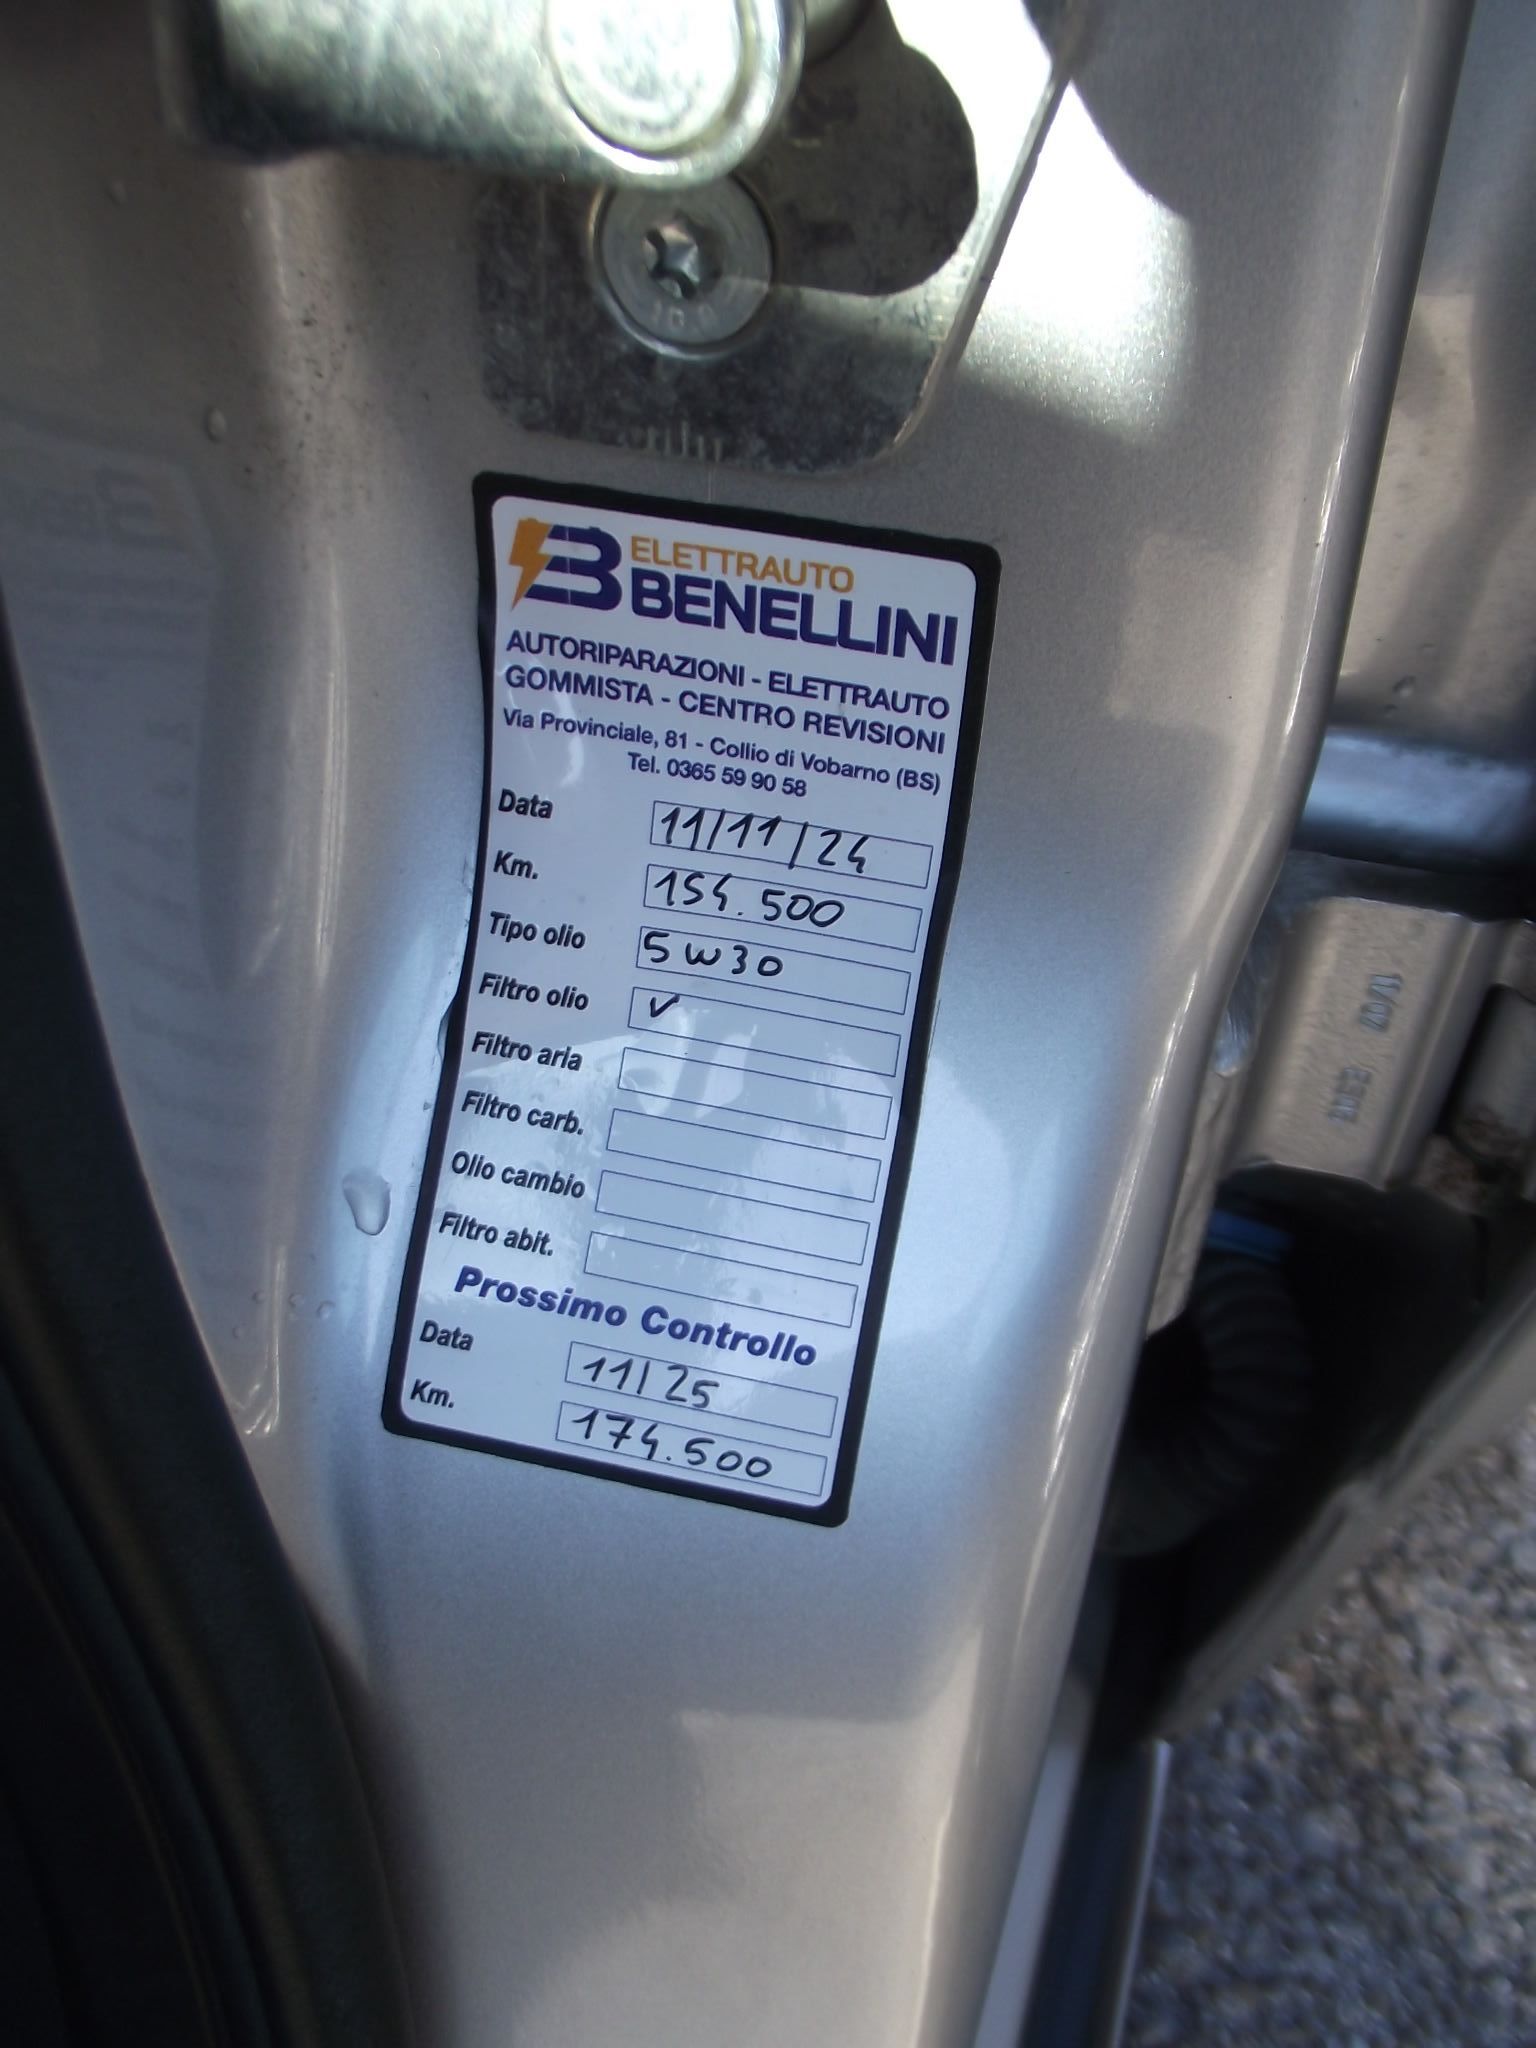 10.9
ELETTRAUTO
BENELLINI
AUTORIPARAZIONI - ELETTRAUTO
GOMMISTA - CENTRO REVISIONI
Via Provinciale, 81 - Collio di Vobarno (BS)
Tel. 0365 59 90 58
Data 11/11/24
Km. 154.500
Tipo olio 5W30
Filtro olio ✓
Filtro aria
Filtro carb.
Olio cambio
Filtro abit.
Prossimo Controllo
Data 11/25
Km. 174.500